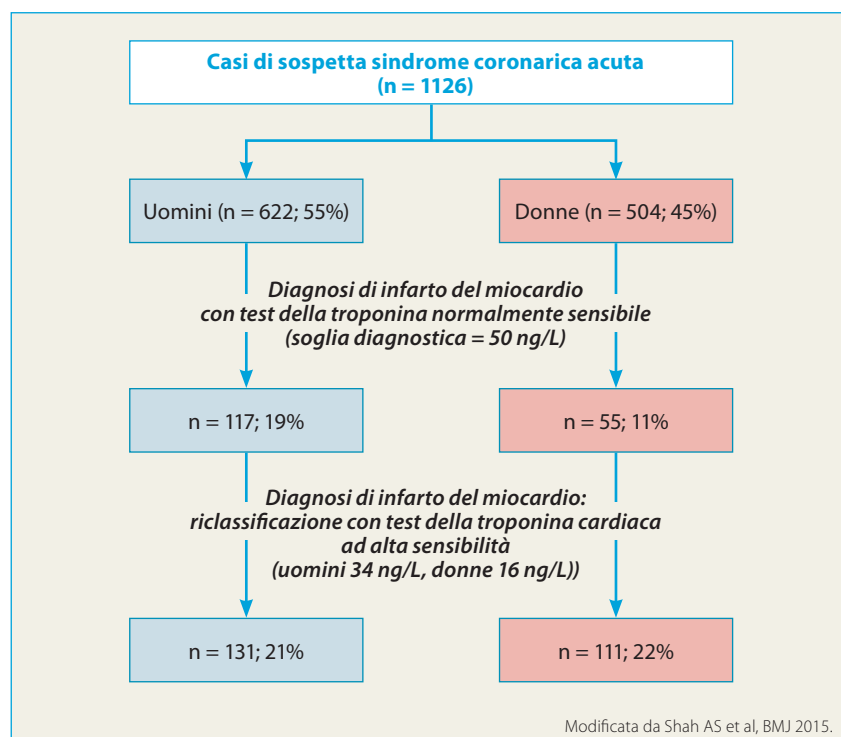 Casi di sospetta sindrome coronarica acuta
(n = 1126)
Uomini (n = 622; 55%)
Donne (n = 504; 45%)
Diagnosi di infarto del miocardio
con test della troponina normalmente sensibile
(soglia diagnostica = 50 ng/L)
n = 117; 19%
n = 55; 11%
Diagnosi di infarto del miocardio:
riclassificazione con test della troponina cardiaca
ad alta sensibilità
(uomini 34 ng/L, donne 16 ng/L))
n = 131; 21%
n = 111; 22%
Modificata da Shah AS et al, BMJ 2015.